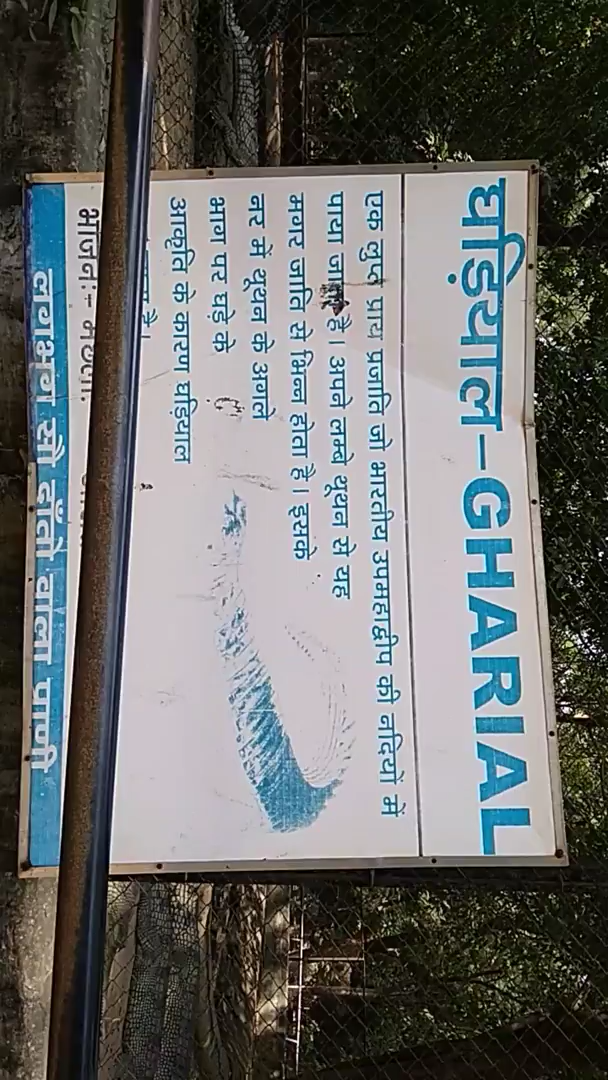 घड़ियाल-GHARIAL
एक लुप्त प्राय प्रजाति जो भारतीय उपमहाद्वीप की नदियों में
पाया है। अपने लम्बे थूथन से यह
मगर जाति से भिन्न होता है। इसके
नर में थूथन के अगले
भाग पर घड़े के
आकृति के कारण घड़ियाल
है।
भोजन:-
लगभग सौ दाँतो वाला प्राणी